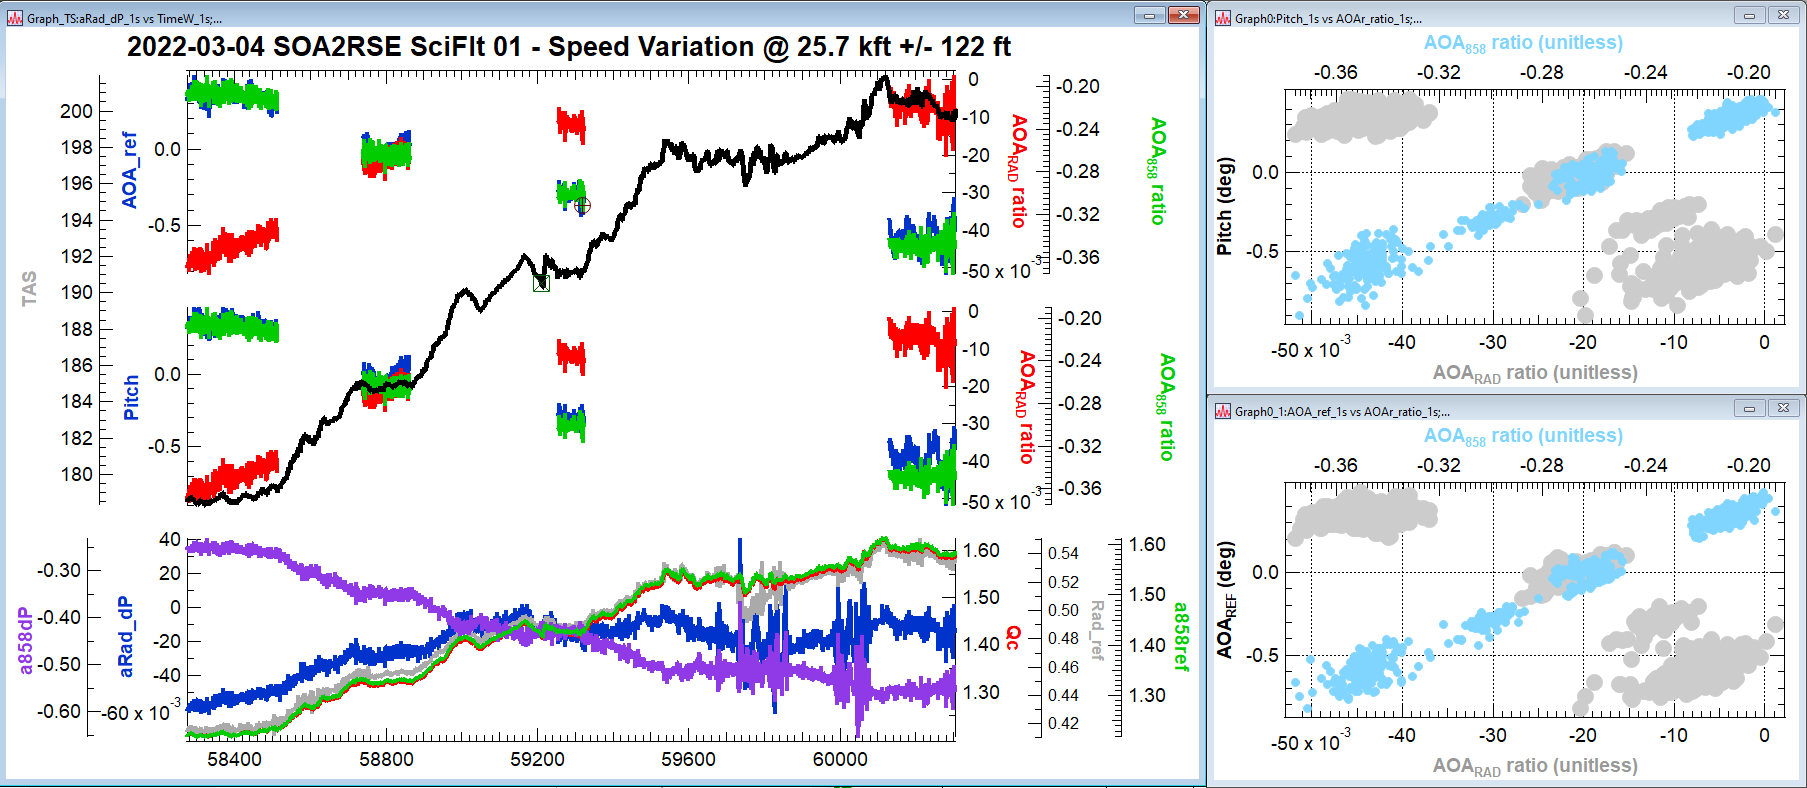 Graph_TS:aRad_dP_1s vs TimeW_1s;...
2022-03-04 SOA2RSE SciFlt 01 - Speed Variation @ 25.7 kft +/- 122 ft
TAS
200
198
196
194
192
190
188
186
184
182
180
AOA_ref
0.0
-0.5
Pitch
0.0
-0.5
0
-10
-20
-30
-40
-50 x 10⁻³
AOA_RAD ratio
-0.20
-0.24
-0.28
-0.32
-0.36
AOA_858 ratio
0
-10
-20
-30
-40
-50 x 10⁻³
AOA_RAD ratio
-0.20
-0.24
-0.28
-0.32
-0.36
AOA_858 ratio
a858dP
-0.30
-0.40
-0.50
-0.60
aRad_dP
40
20
0
-20
-40
-60 x 10⁻³
1.60
1.50
1.40
1.30
Qc
0.54
0.52
0.50
0.48
0.46
0.44
0.42
Rad_ref
1.60
1.50
1.40
1.30
a858ref
58400 58800 59200 59600 60000
Graph0:Pitch_1s vs AOAr_ratio_1s;...
AOA₈₅₈ ratio (unitless)
-0.36 -0.32 -0.28 -0.24 -0.20
Pitch (deg)
0.0
-0.5
-50 x 10⁻³ -40 -30 -20 -10 0
AOA_RAD ratio (unitless)
Graph0_1:AOA_ref_1s vs AOAr_ratio_1s;...
AOA₈₅₈ ratio (unitless)
-0.36 -0.32 -0.28 -0.24 -0.20
AOA_REF (deg)
0.0
-0.5
-50 x 10⁻³ -40 -30 -20 -10 0
AOA_RAD ratio (unitless)